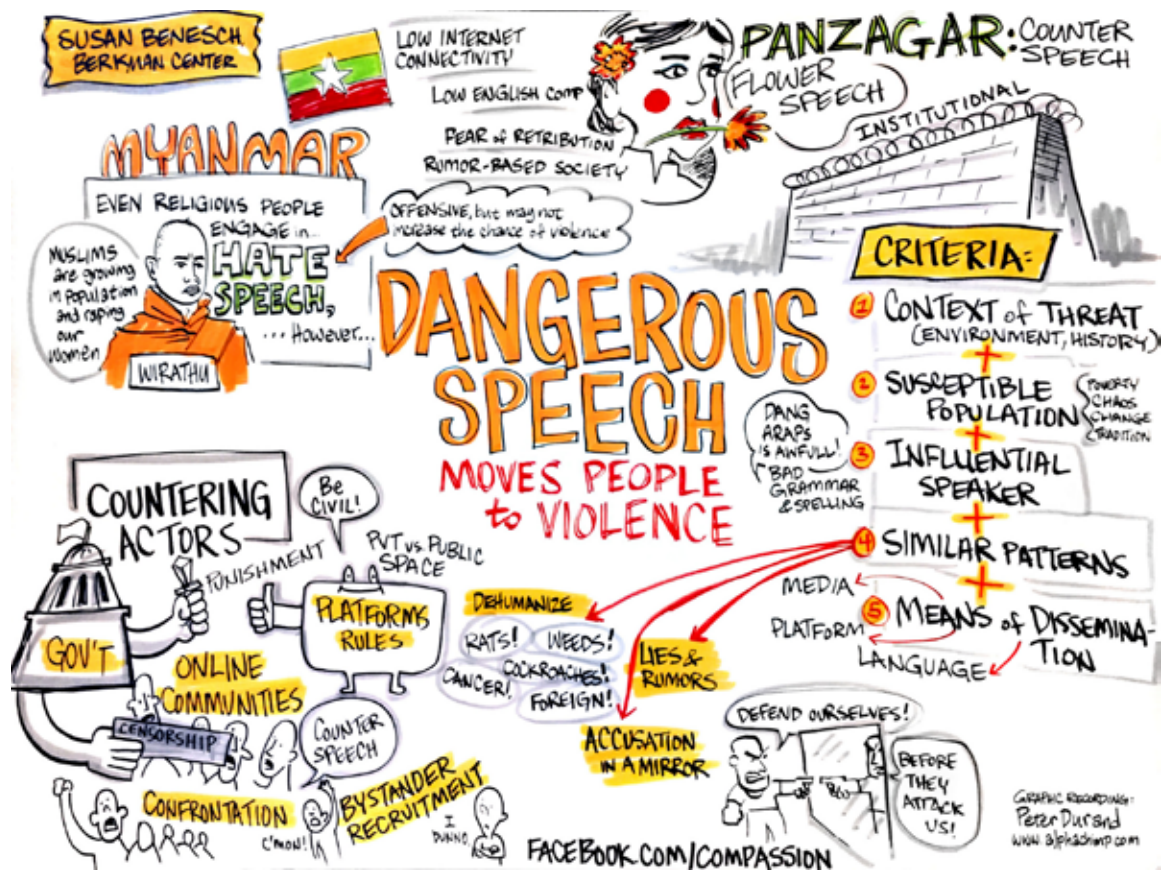 SUSAN BENESCH
BERKMAN CENTER
LOW INTERNET
CONNECTIVITY
LOW ENGLISH COMP
FEAR of RETRIBUTION
RUMOR-BASED SOCIETY
PANZAGAR: COUNTER
SPEECH
FLOWER
SPEECH
INSTITUTIONAL
MYANMAR
EVEN RELIGIOUS PEOPLE
ENGAGE in...
HATE
SPEECH,
... However...
MUSLIMS
are growing
in population
and raping
our
women
WIRATHU
OFFENSIVE, but may not
increase the chance of violence
DANGEROUS
SPEECH
MOVES PEOPLE
to VIOLENCE
CRITERIA:
1 CONTEXT of THREAT
(ENVIRONMENT, HISTORY)
+
2 SUSCEPTIBLE
POPULATION
POVERTY
CHAOS
CHANGE
TRADITION
+
3 INFLUENTIAL
SPEAKER
DANG
ARAPS
IS AWFULL!
BAD
GRAMMAR
& SPELLING
+
4 SIMILAR PATTERNS
+
5 MEANS of DISSEMINA-
TION
MEDIA
PLATFORM
LANGUAGE
DEHUMANIZE
RATS!
WEEDS!
COCKROACHES!
CANCER!
FOREIGN!
LIES &
RUMORS
ACCUSATION
IN A MIRROR
DEFEND OURSELVES!
BEFORE
THEY
ATTACK
US!
COUNTERING
ACTORS
PUNISHMENT
GOV'T
CENSORSHIP
Be
CIVIL!
PVT vs. PUBLIC
SPACE
PLATFORMS
RULES
ONLINE
COMMUNITIES
COUNTER
SPEECH
CONFRONTATION
C'MON!
BYSTANDER
RECRUITMENT
I
DUNNO
FACEBOOK.COM/COMPASSION
GRAPHIC RECORDING:
Peter Durand
www.alphachimp.com